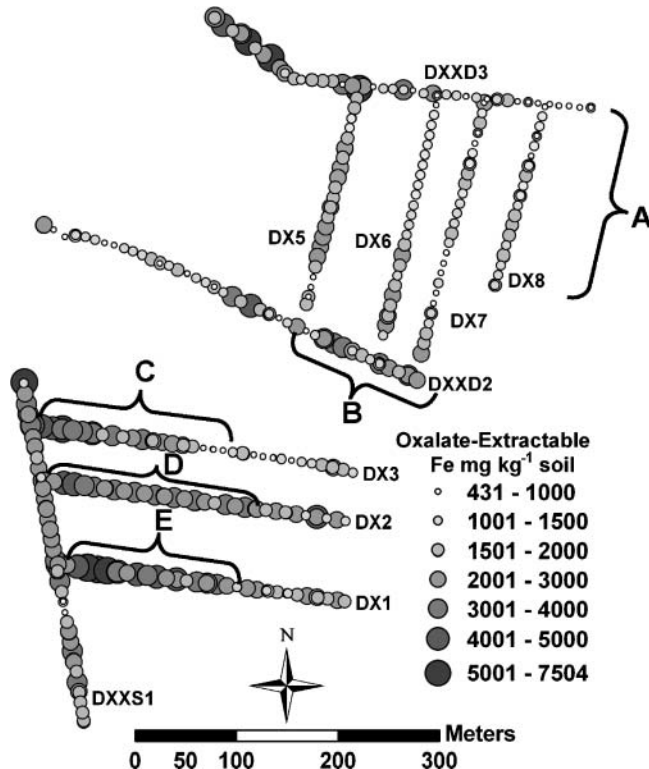 DXXD3
A
DX5
DX6
DX8
DX7
DXXD2
B
C
D
DX3
E
DX2
DX1
DXXS1
Oxalate-Extractable
Fe mg kg⁻¹ soil
431 - 1000
1001 - 1500
1501 - 2000
2001 - 3000
3001 - 4000
4001 - 5000
5001 - 7504
N
Meters
0 50 100 200 300